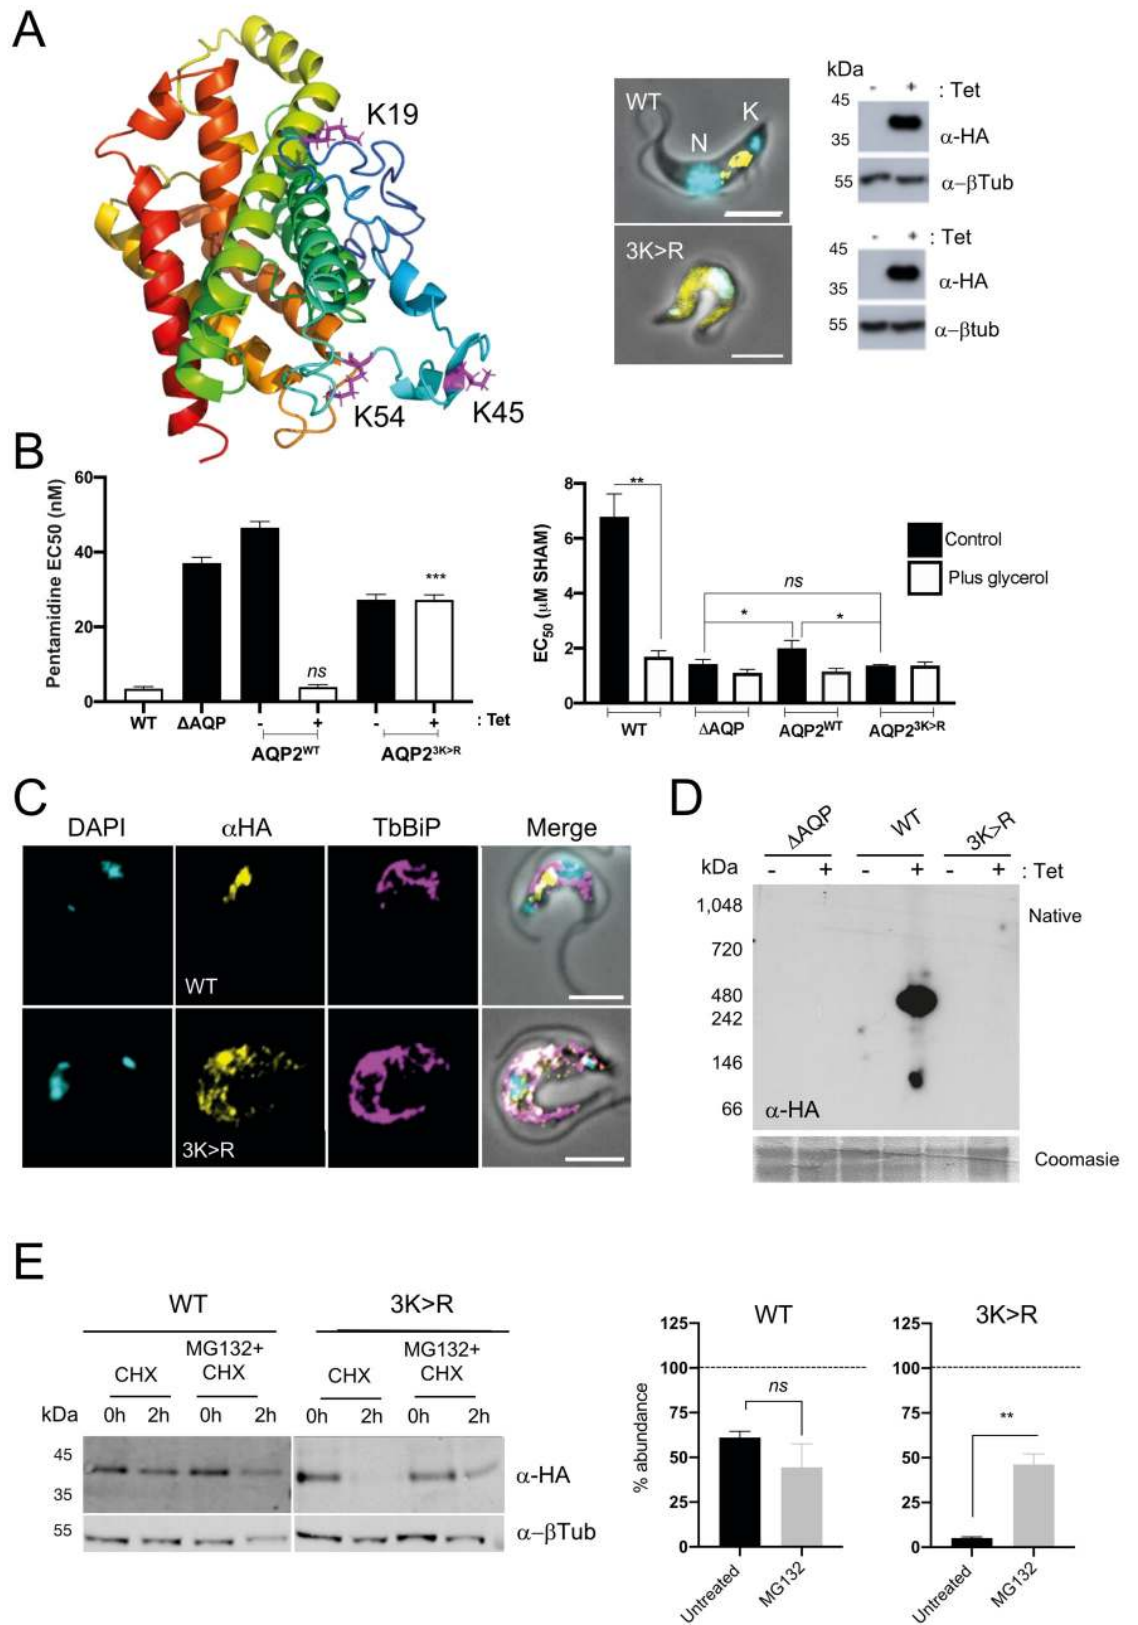 A
K19
K54
K45
WT
K
N
3K>R
kDa
- + : Tet
45
35
α-HA
55
α-βTub
- + : Tet
45
35
α-HA
55
α-βtub
B
Pentamidine EC50 (nM)
60
40
20
0
ns
***
WT ΔAQP - + - + : Tet
AQP2WT AQP23K>R
EC50 (μM SHAM)
8
6
4
2
0
**
*
ns
*
Control
Plus glycerol
WT ΔAQP AQP2WT AQP23K>R
C
DAPI αHA TbBiP Merge
WT
3K>R
D
ΔAQP WT 3K>R
kDa - + - + - + : Tet
1,048
Native
720
480
242
146
66
α-HA
Coomasie
E
WT 3K>R
CHX MG132+ CHX CHX MG132+ CHX
kDa 0h 2h 0h 2h 0h 2h 0h 2h
45
35
α-HA
55
α-βTub
WT
% abundance
125
100
75
50
25
0
ns
Untreated MG132
3K>R
125
100
75
50
25
0
**
Untreated MG132